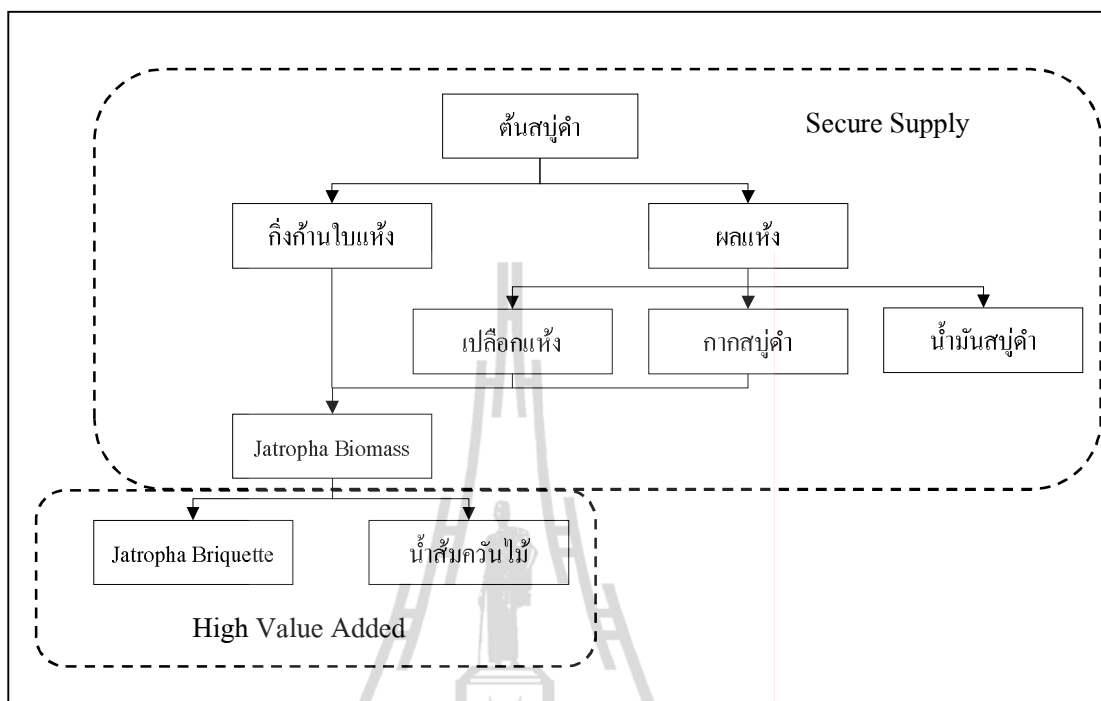 ต้นสบู่ดำ
Secure Supply
กิ่งก้านใบแห้ง
ผลแห้ง
เปลือกแห้ง
กากสบู่ดำ
น้ำมันสบู่ดำ
Jatropha Biomass
Jatropha Briquette
น้ำส้มควันไม้
High Value Added